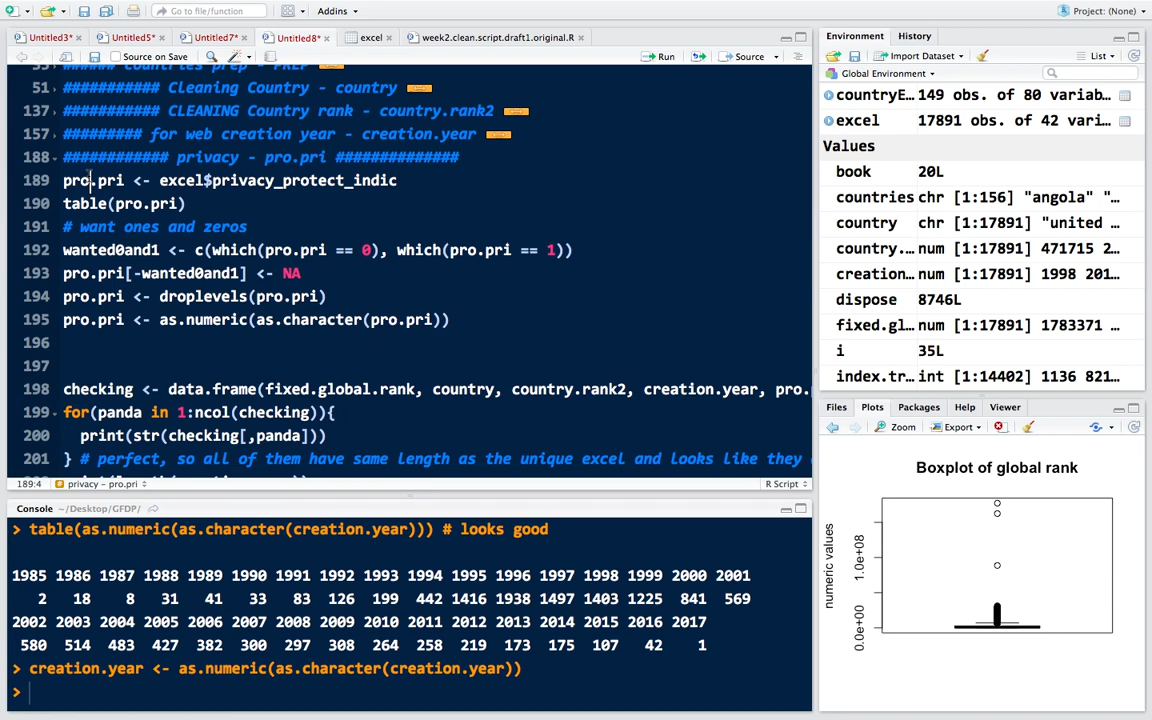 Go to file/function
Addins
Project: (None)
Untitled3*
Untitled5*
Untitled7*
Untitled8*
excel
week2.clean.script.draft1.original.R
Source on Save
Run
Source
51 ########### CLeaning Country - country
137 ########### CLEANING Country rank - country.rank2
157 ######### for web creation year - creation.year
188 ############ privacy - pro.pri ##############
189 pro.pri <- excel$privacy_protect_indic
190 table(pro.pri)
191 # want ones and zeros
192 wanted0and1 <- c(which(pro.pri == 0), which(pro.pri == 1))
193 pro.pri[-wanted0and1] <- NA
194 pro.pri <- droplevels(pro.pri)
195 pro.pri <- as.numeric(as.character(pro.pri))
196
197
198 checking <- data.frame(fixed.global.rank, country, country.rank2, creation.year, pro.
199 for(panda in 1:ncol(checking)){
200 print(str(checking[,panda]))
201 } # perfect, so all of them have same length as the unique excel and looks like they
189:4 privacy - pro.pri R Script
Console ~/Desktop/GFDP/
> table(as.numeric(as.character(creation.year))) # looks good
1985 1986 1987 1988 1989 1990 1991 1992 1993 1994 1995 1996 1997 1998 1999 2000 2001
2 18 8 31 41 33 83 126 199 442 1416 1938 1497 1403 1225 841 569
2002 2003 2004 2005 2006 2007 2008 2009 2010 2011 2012 2013 2014 2015 2016 2017
580 514 483 427 382 300 297 308 264 258 219 173 175 107 42 1
> creation.year <- as.numeric(as.character(creation.year))
>
Environment History
Import Dataset List
Global Environment
countryE… 149 obs. of 80 variab…
excel 17891 obs. of 42 vari…
Values
book 20L
countries chr [1:156] "angola" "…
country chr [1:17891] "united …
country.… num [1:17891] 471715 2…
creation… num [1:17891] 1998 201…
dispose 8746L
fixed.gl… num [1:17891] 1783371 …
i 35L
index.tr… int [1:14402] 1136 821…
Files Plots Packages Help Viewer
Zoom Export
Boxplot of global rank
numeric values
0.0e+00 1.0e+08